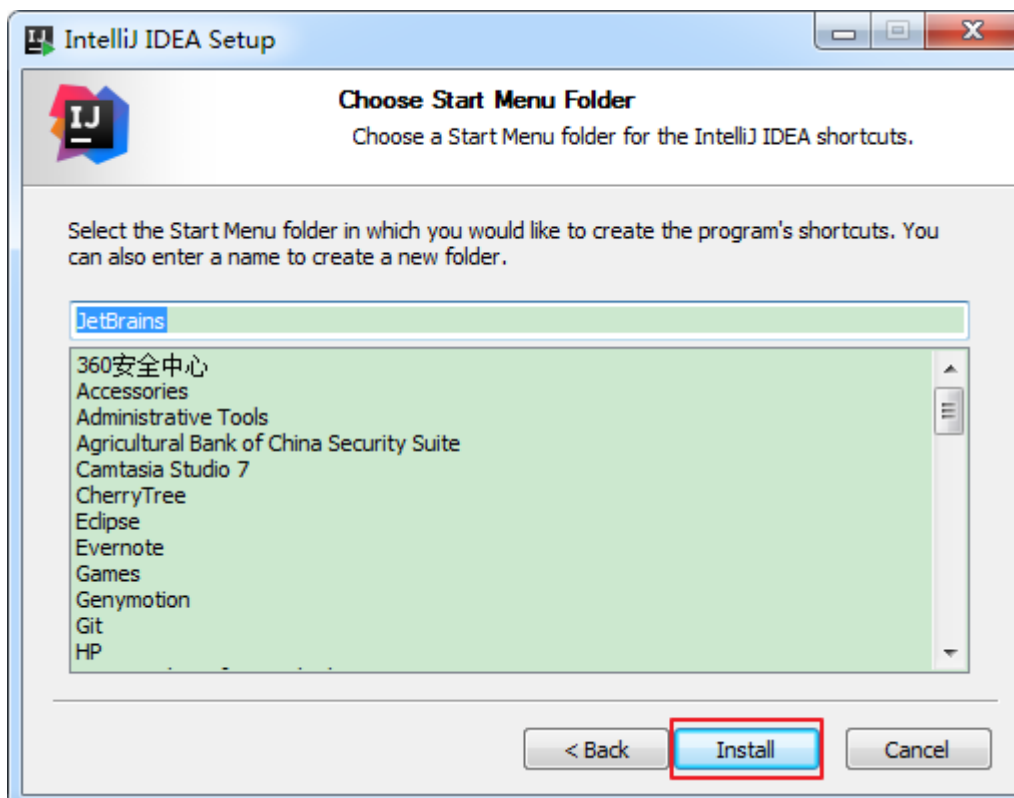 IntelliJ IDEA Setup
IJ
Choose Start Menu Folder
Choose a Start Menu folder for the IntelliJ IDEA shortcuts.
Select the Start Menu folder in which you would like to create the program's shortcuts. You
can also enter a name to create a new folder.
JetBrains
360安全中心
Accessories
Administrative Tools
Agricultural Bank of China Security Suite
Camtasia Studio 7
CherryTree
Eclipse
Evernote
Games
Genymotion
Git
HP
< Back
Install
Cancel